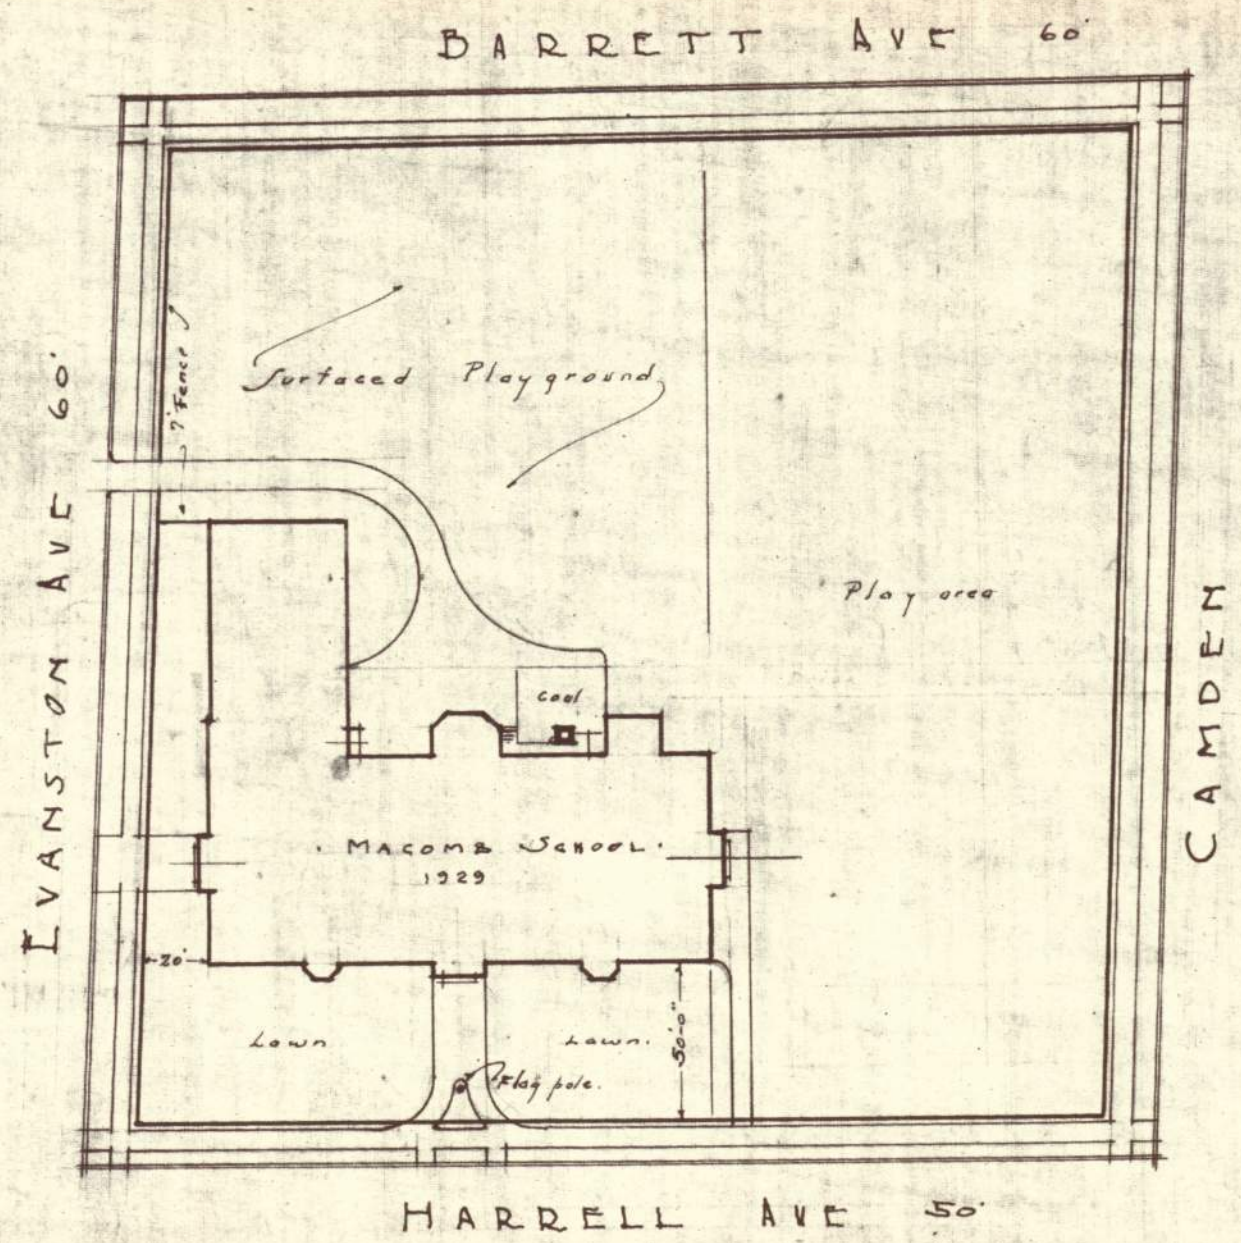 BARRETT AVE 60'
EVANSTON AVE 60'
7' Fence
Surfaced Playground
Play area
CAMDEN
Coal
MACOMB SCHOOL
1929
20'
Lawn
Lawn.
50'-0"
Flag pole.
HARRELL AVE 50'